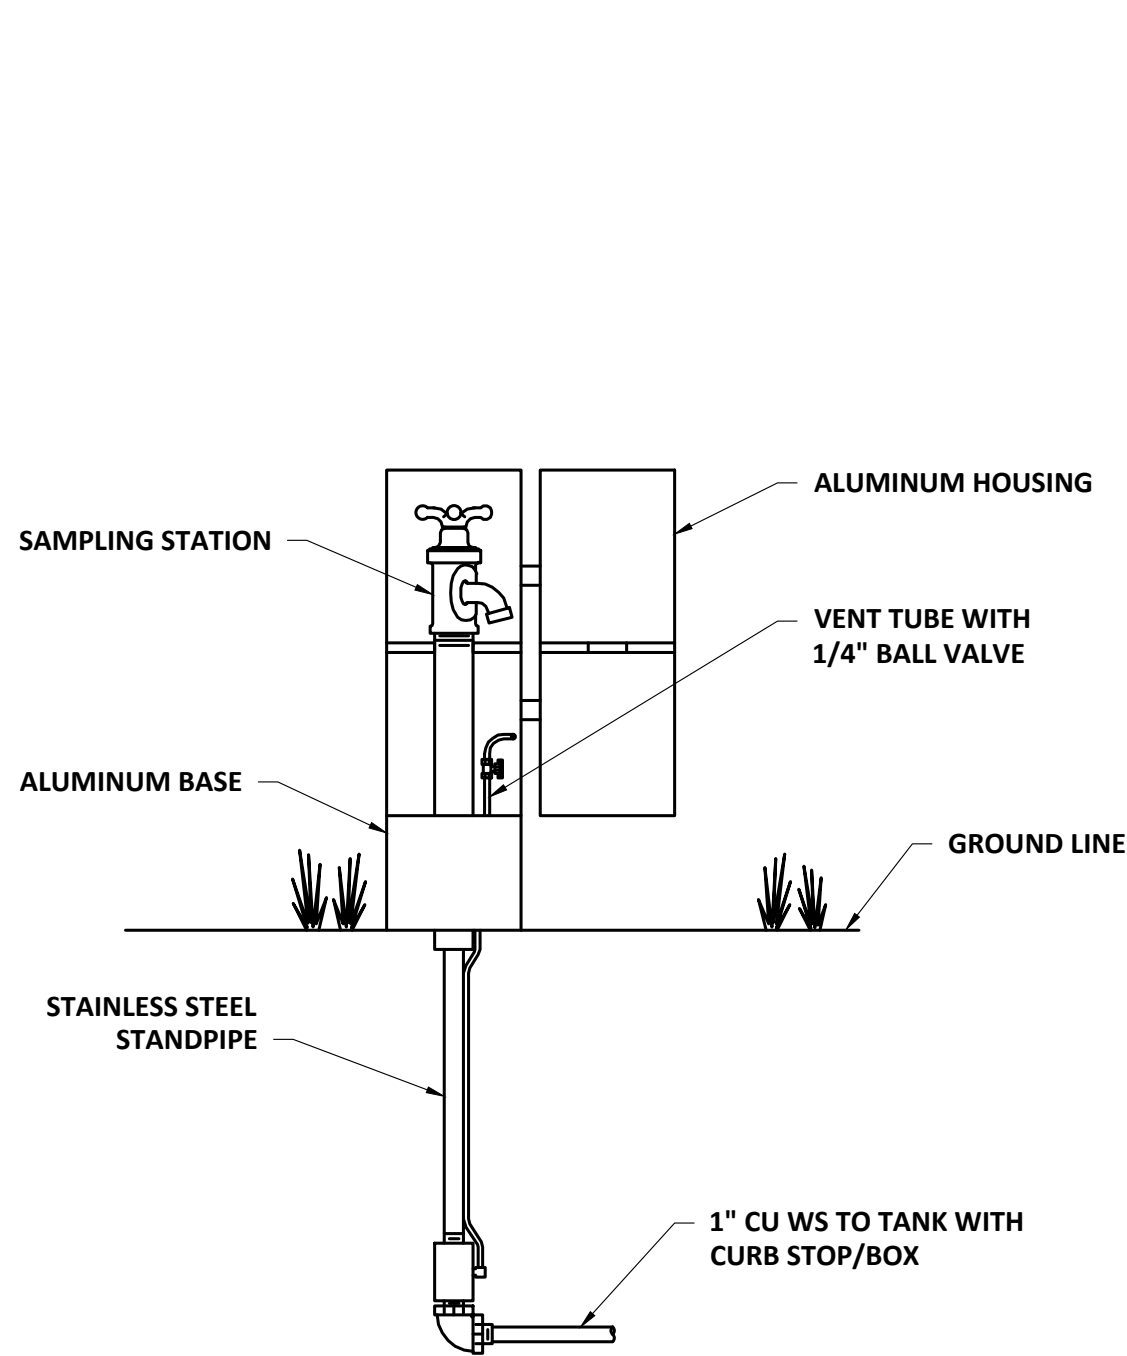 ALUMINUM HOUSING
SAMPLING STATION
VENT TUBE WITH
1/4" BALL VALVE
ALUMINUM BASE
GROUND LINE
STAINLESS STEEL
STANDPIPE
1" CU WS TO TANK WITH
CURB STOP/BOX